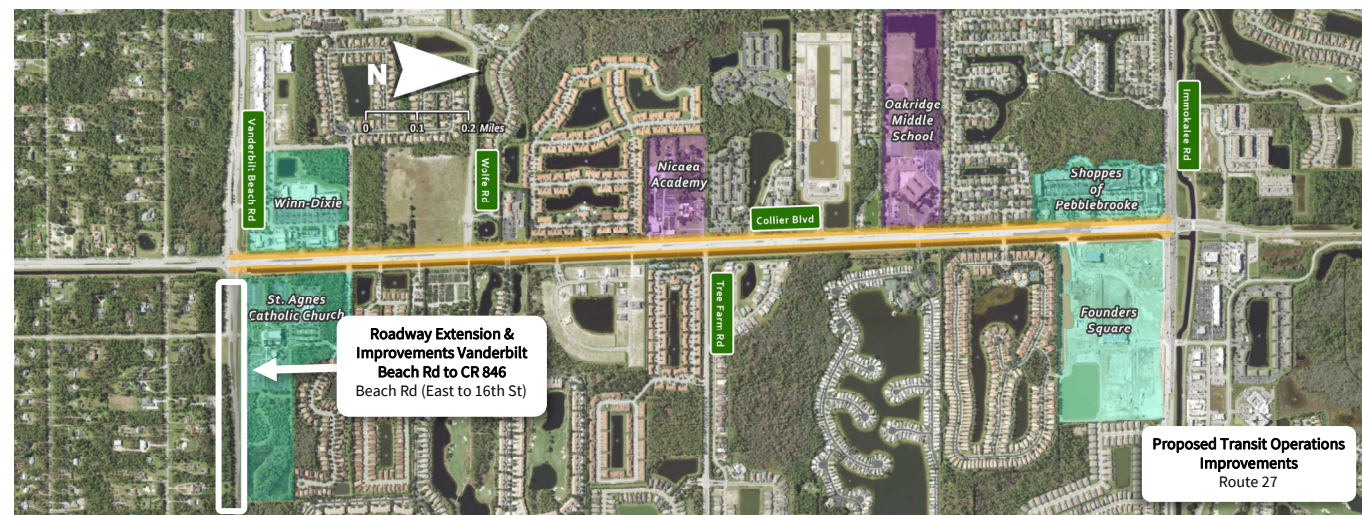 N
0 0.1 0.2 Miles
Vanderbilt Beach Rd
Wolfe Rd
Winn-Dixie
Nicaea
Academy
Collier Blvd
Oakridge
Middle
School
Shoppes
of
Pebblebrooke
Immokalee Rd
St. Agnes
Catholic Church
Roadway Extension &
Improvements Vanderbilt
Beach Rd to CR 846
Beach Rd (East to 16th St)
Tree Farm Rd
Founders
Square
Proposed Transit Operations
Improvements
Route 27